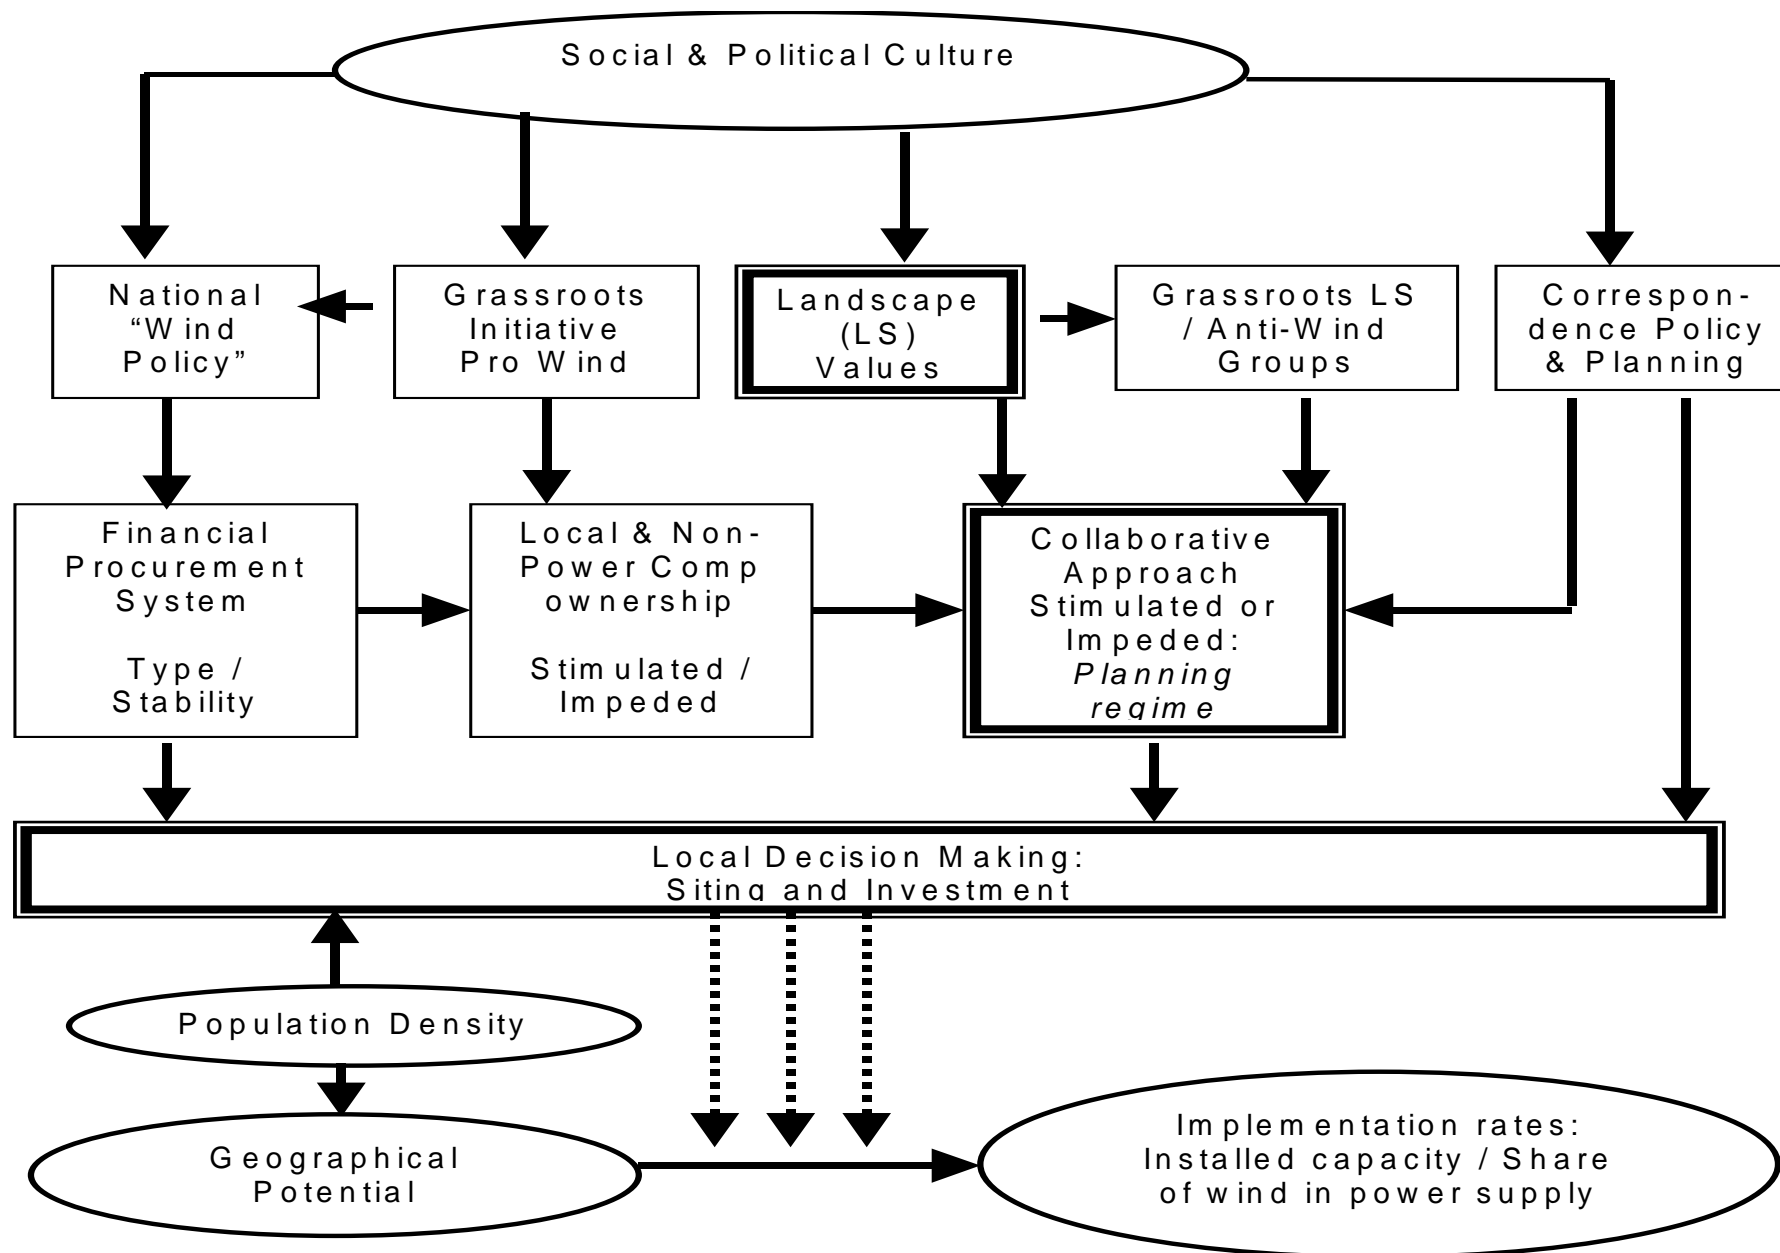 Social & Political Culture
National
“Wind
Policy”
Grassroots
Initiative
Pro Wind
Landscape
(LS)
Values
Grassroots LS
/ Anti-Wind
Groups
Correspon-
dence Policy
& Planning
Financial
Procurement
System
Type /
Stability
Local & Non-
Power Comp
ownership
Stimulated /
Impeded
Collaborative
Approach
Stimulated or
Impeded:
Planning
regime
Local Decision Making:
Siting and Investment
Population Density
Geographical
Potential
Implementation rates:
Installed capacity / Share
of wind in power supply